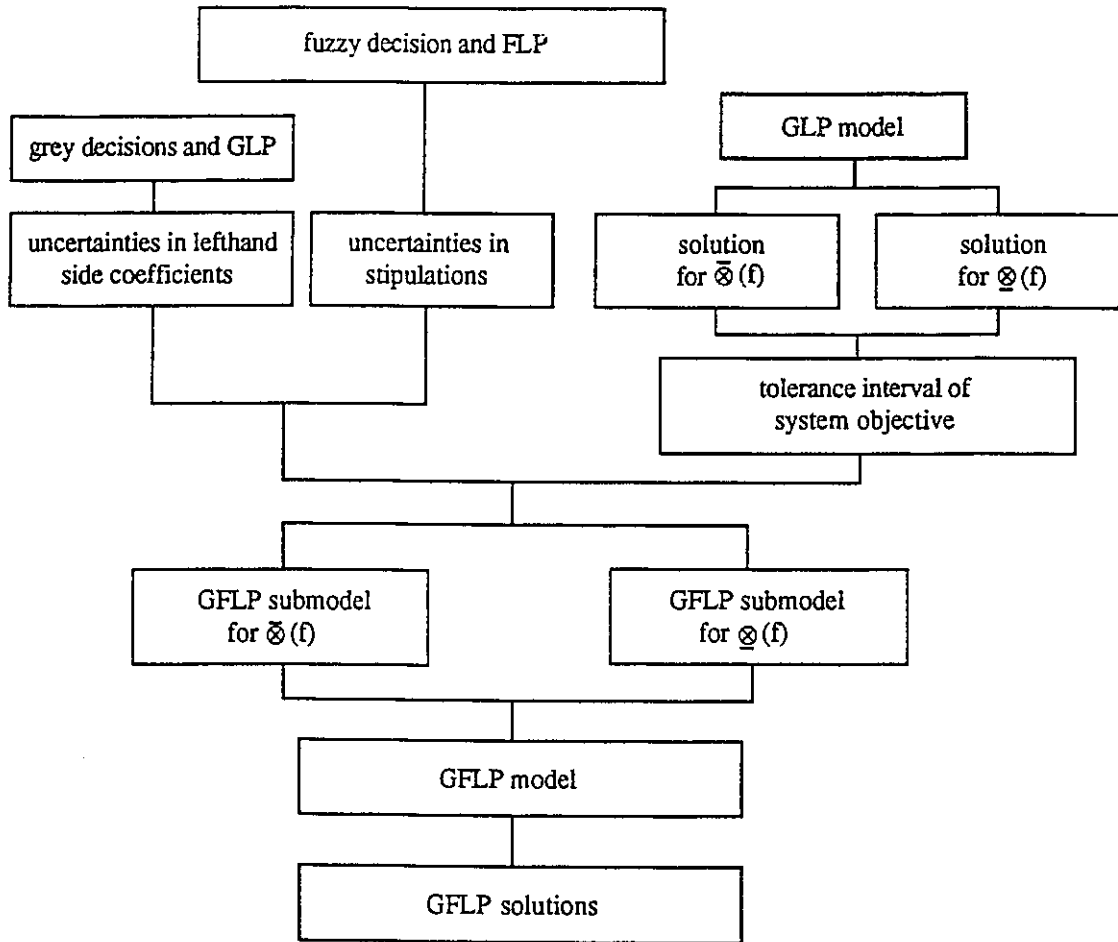 fuzzy decision and FLP
grey decisions and GLP
GLP model
uncertainties in lefthand
side coefficients
uncertainties in
stipulations
solution
for ⊗̄ (f)
solution
for ⊗̲ (f)
tolerance interval of
system objective
GFLP submodel
for ⊗̄ (f)
GFLP submodel
for ⊗̲ (f)
GFLP model
GFLP solutions